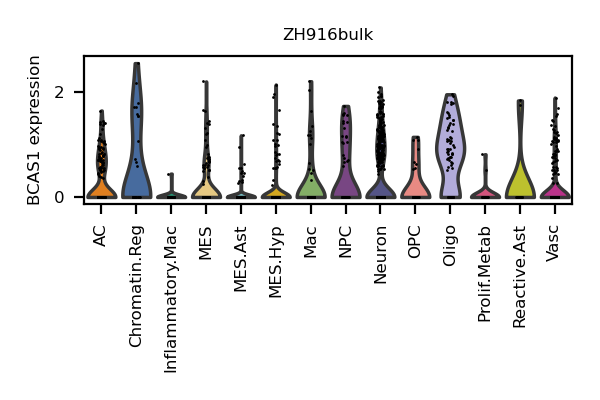 ZH916bulk
BCAS1 expression
2
0
AC
Chromatin.Reg
Inflammatory.Mac
MES
MES.Ast
MES.Hyp
Mac
NPC
Neuron
OPC
Oligo
Prolif.Metab
Reactive.Ast
Vasc